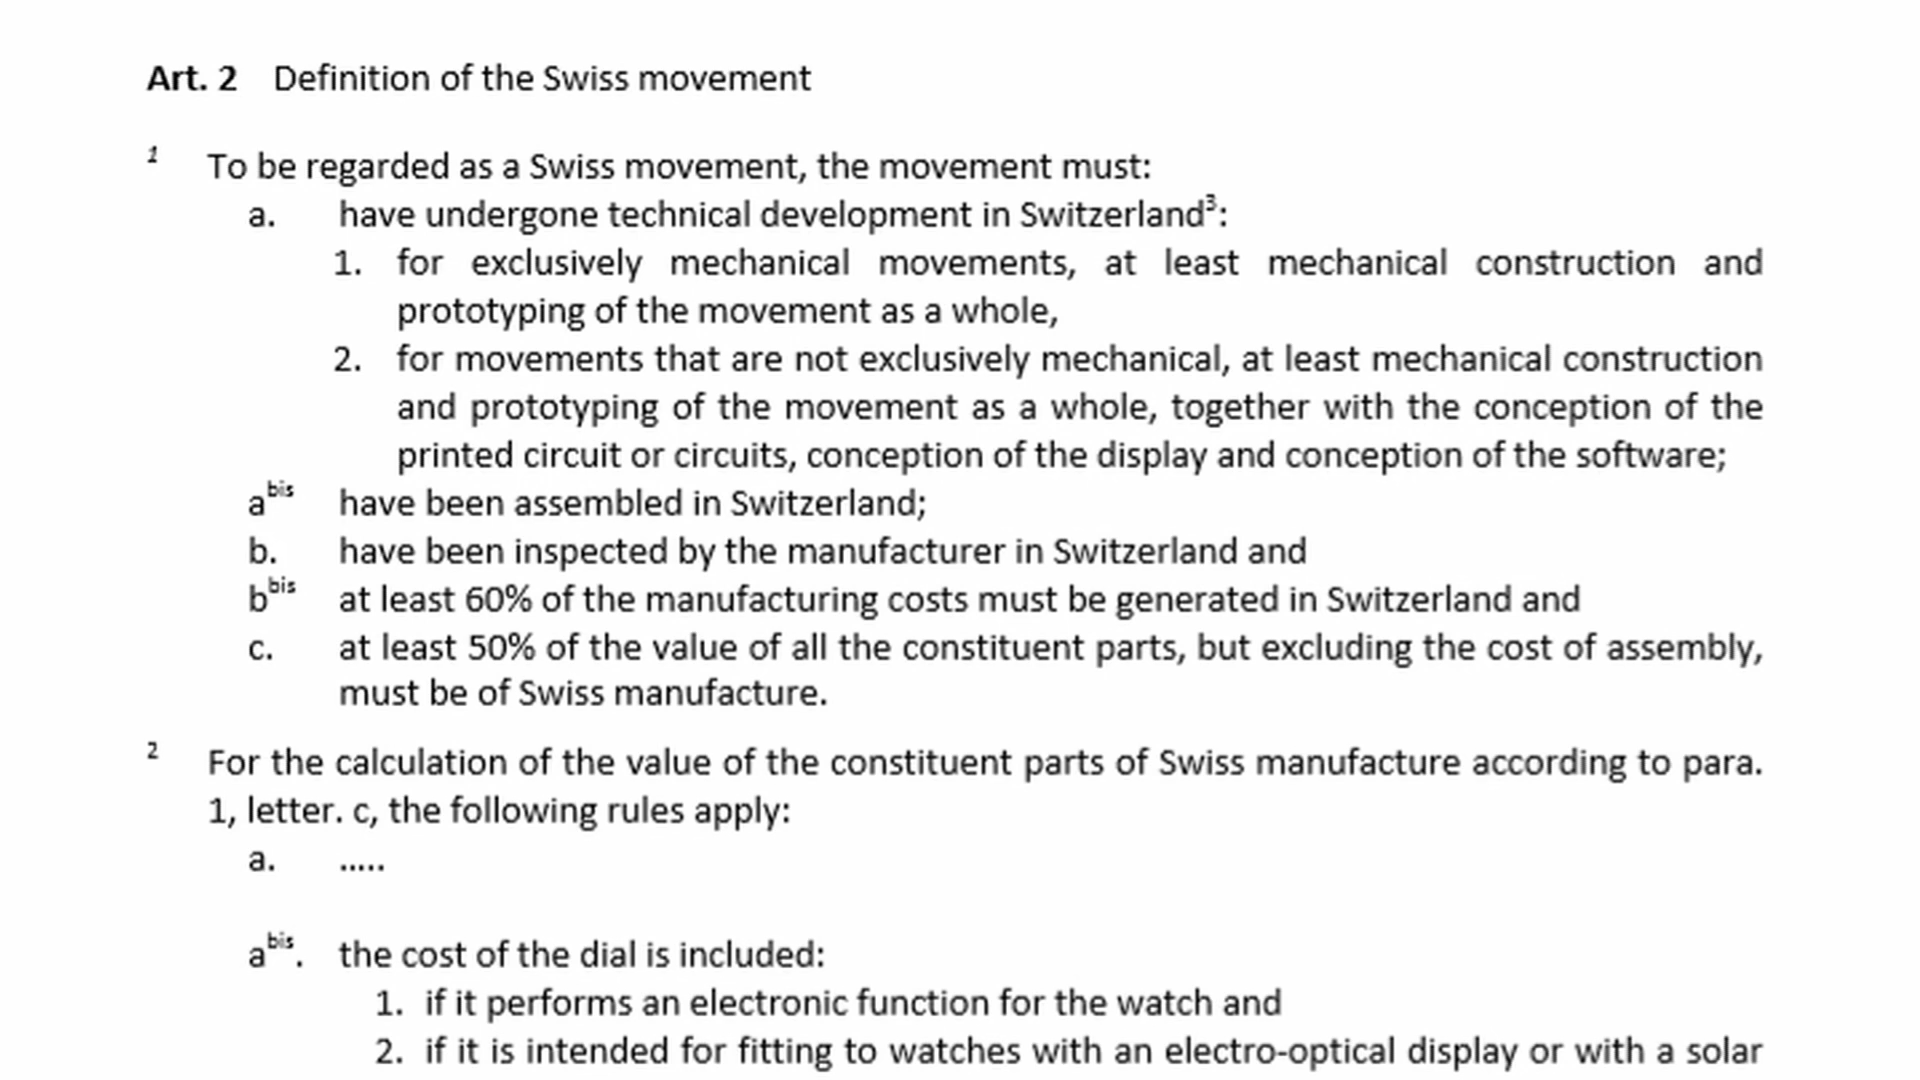 Art. 2 Definition of the Swiss movement
1 To be regarded as a Swiss movement, the movement must:
a. have undergone technical development in Switzerland3:
1. for exclusively mechanical movements, at least mechanical construction and
prototyping of the movement as a whole,
2. for movements that are not exclusively mechanical, at least mechanical construction
and prototyping of the movement as a whole, together with the conception of the
printed circuit or circuits, conception of the display and conception of the software;
abis have been assembled in Switzerland;
b. have been inspected by the manufacturer in Switzerland and
bbis at least 60% of the manufacturing costs must be generated in Switzerland and
c. at least 50% of the value of all the constituent parts, but excluding the cost of assembly,
must be of Swiss manufacture.
2 For the calculation of the value of the constituent parts of Swiss manufacture according to para.
1, letter. c, the following rules apply:
a. .....
abis. the cost of the dial is included:
1. if it performs an electronic function for the watch and
2. if it is intended for fitting to watches with an electro-optical display or with a solar